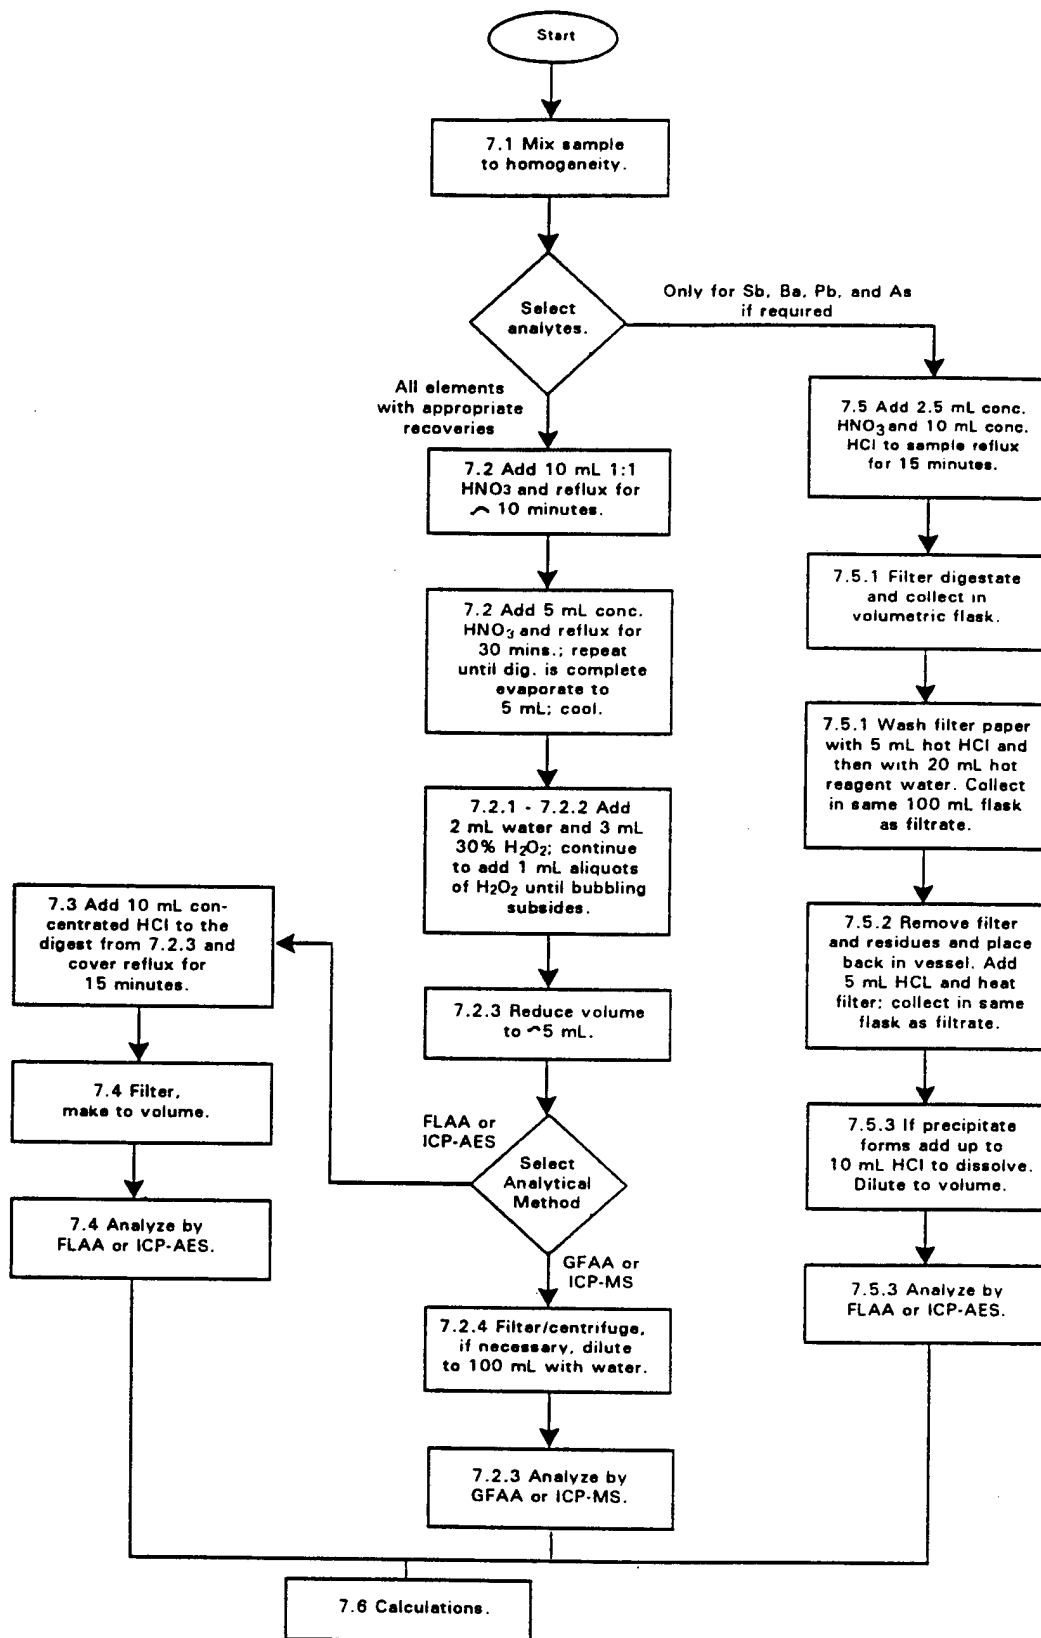 Start
7.1 Mix sample
to homogeneity.
Select
analytes.
Only for Sb, Ba, Pb, and As
if required
All elements
with appropriate
recoveries
7.2 Add 10 mL 1:1
HNO3 and reflux for
~ 10 minutes.
7.2 Add 5 mL conc.
HNO₃ and reflux for
30 mins.; repeat
until dig. is complete
evaporate to
5 mL; cool.
7.2.1 - 7.2.2 Add
2 mL water and 3 mL
30% H₂O₂; continue
to add 1 mL aliquots
of H₂O₂ until bubbling
subsides.
7.2.3 Reduce volume
to ~5 mL.
FLAA or
ICP-AES
Select
Analytical
Method
GFAA or
ICP-MS
7.2.4 Filter/centrifuge,
if necessary, dilute
to 100 mL with water.
7.2.3 Analyze by
GFAA or ICP-MS.
7.3 Add 10 mL con-
centrated HCl to the
digest from 7.2.3 and
cover reflux for
15 minutes.
7.4 Filter,
make to volume.
7.4 Analyze by
FLAA or ICP-AES.
7.5 Add 2.5 mL conc.
HNO₃ and 10 mL conc.
HCl to sample reflux
for 15 minutes.
7.5.1 Filter digestate
and collect in
volumetric flask.
7.5.1 Wash filter paper
with 5 mL hot HCl and
then with 20 mL hot
reagent water. Collect
in same 100 mL flask
as filtrate.
7.5.2 Remove filter
and residues and place
back in vessel. Add
5 mL HCL and heat
filter; collect in same
flask as filtrate.
7.5.3 If precipitate
forms add up to
10 mL HCl to dissolve.
Dilute to volume.
7.5.3 Analyze by
FLAA or ICP-AES.
7.6 Calculations.